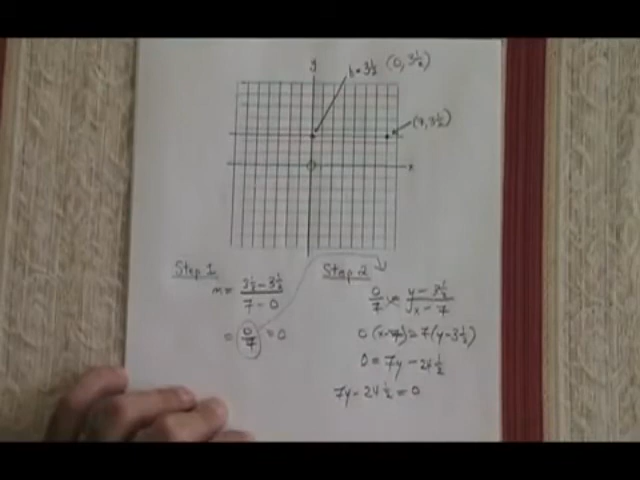 y
b = 3½ (0, 3½)
(7, 3½)
x
Step 1
m = 3½ - 3½ / 7 - 0
= 0/7 = 0
Step 2
0/7 = y - 3½ / x - 7
0 (x - 7) = 7 (y - 3½)
0 = 7y - 24½
7y - 24½ = 0